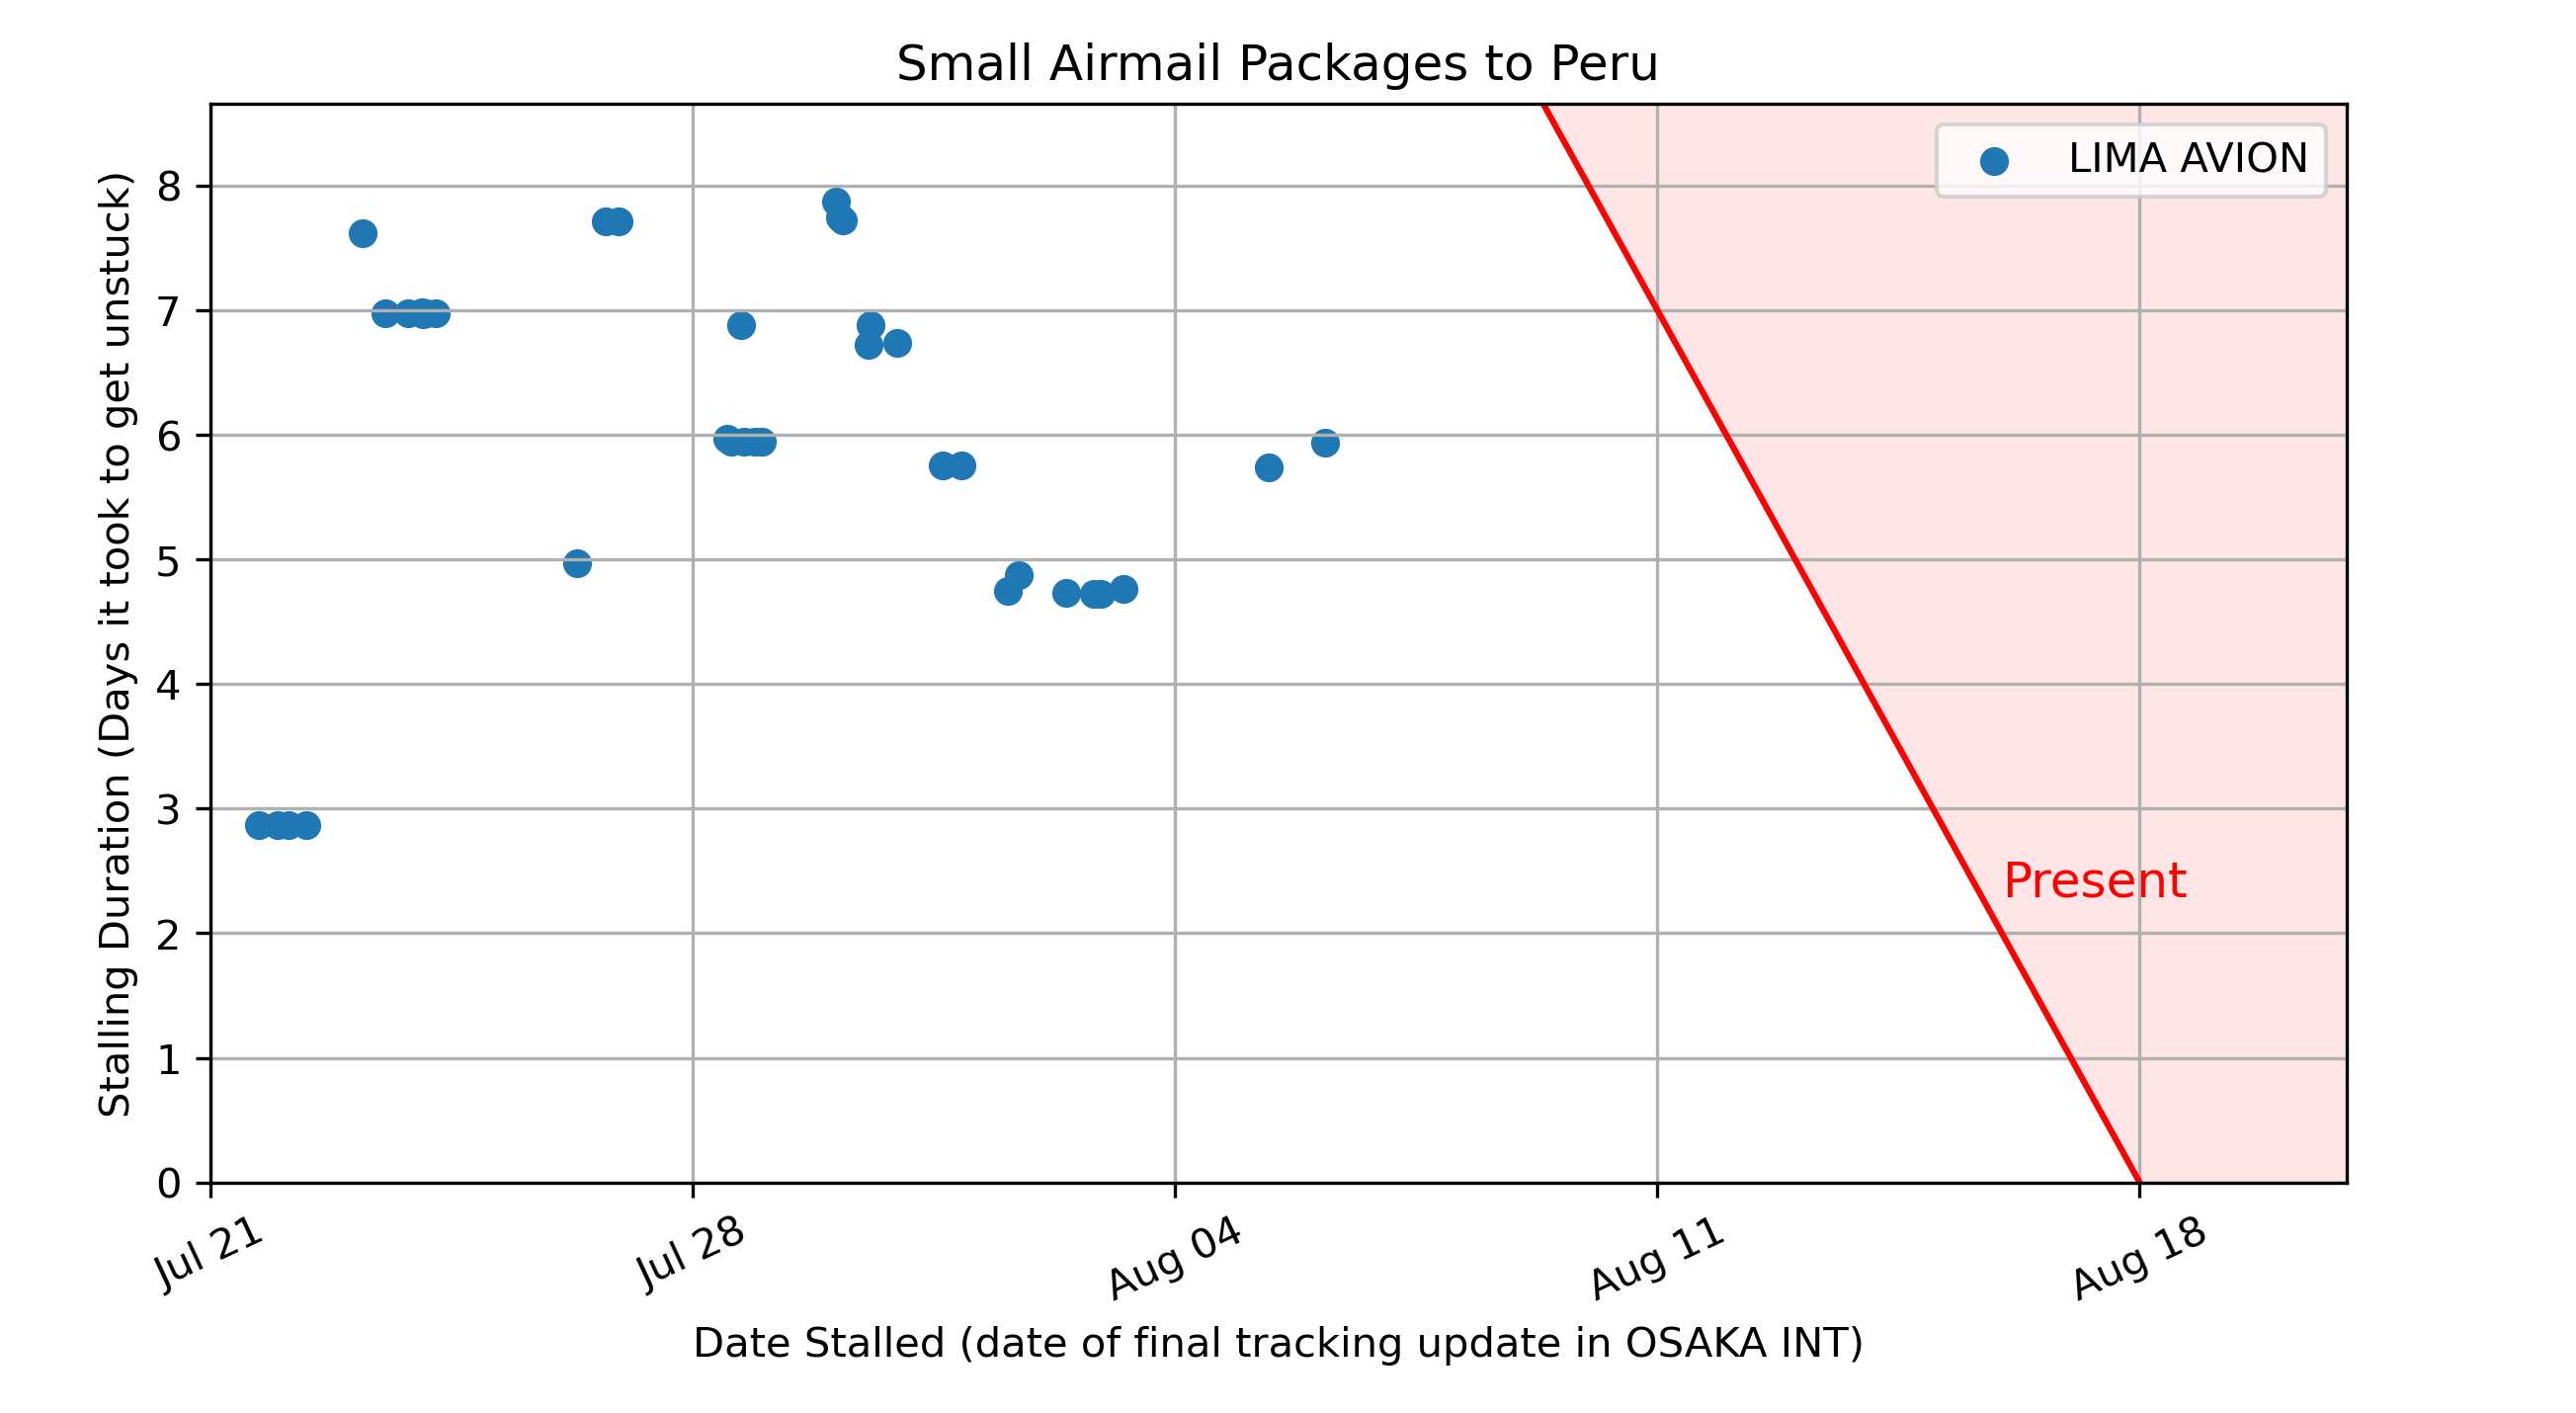 Small Airmail Packages to Peru
LIMA AVION
Stalling Duration (Days it took to get unstuck)
8
7
6
5
4
3
2
1
0
Present
Jul 21
Jul 28
Aug 04
Aug 11
Aug 18
Date Stalled (date of final tracking update in OSAKA INT)